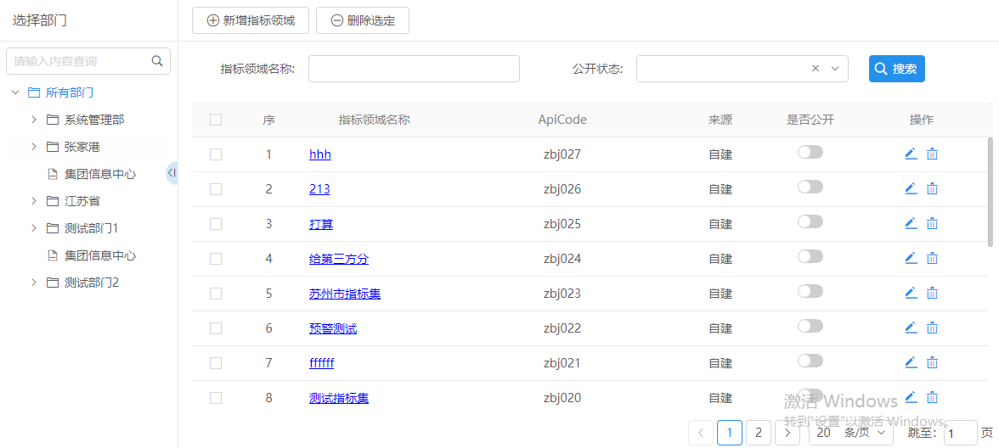 选择部门
请输入内容查询
所有部门
系统管理部
张家港
集团信息中心
江苏省
测试部门1
集团信息中心
测试部门2
新增指标领域 删除选定
指标领域名称: 公开状态: 搜索
序 指标领域名称 ApiCode 来源 是否公开 操作
1 hhh zbj027 自建
2 213 zbj026 自建
3 打算 zbj025 自建
4 给第三方分 zbj024 自建
5 苏州市指标集 zbj023 自建
6 预警测试 zbj022 自建
7 ffffff zbj021 自建
8 测试指标集 zbj020 自建
激活 Windows
转到"设置"以激活 Windows。
1 2 20 条/页 跳至: 1 页